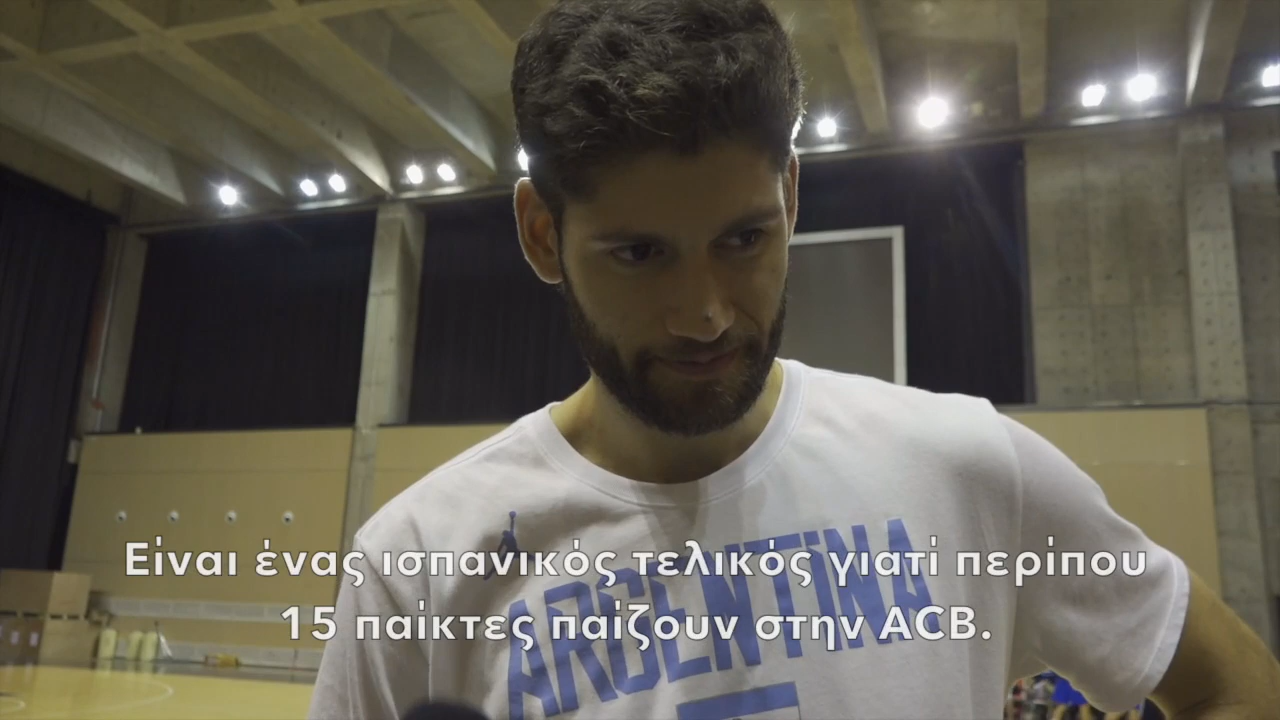 Είναι ένας ισπανικός τελικός γιατί περίπου
15 παίκτες παίζουν στην ACB.
ARGENTINA